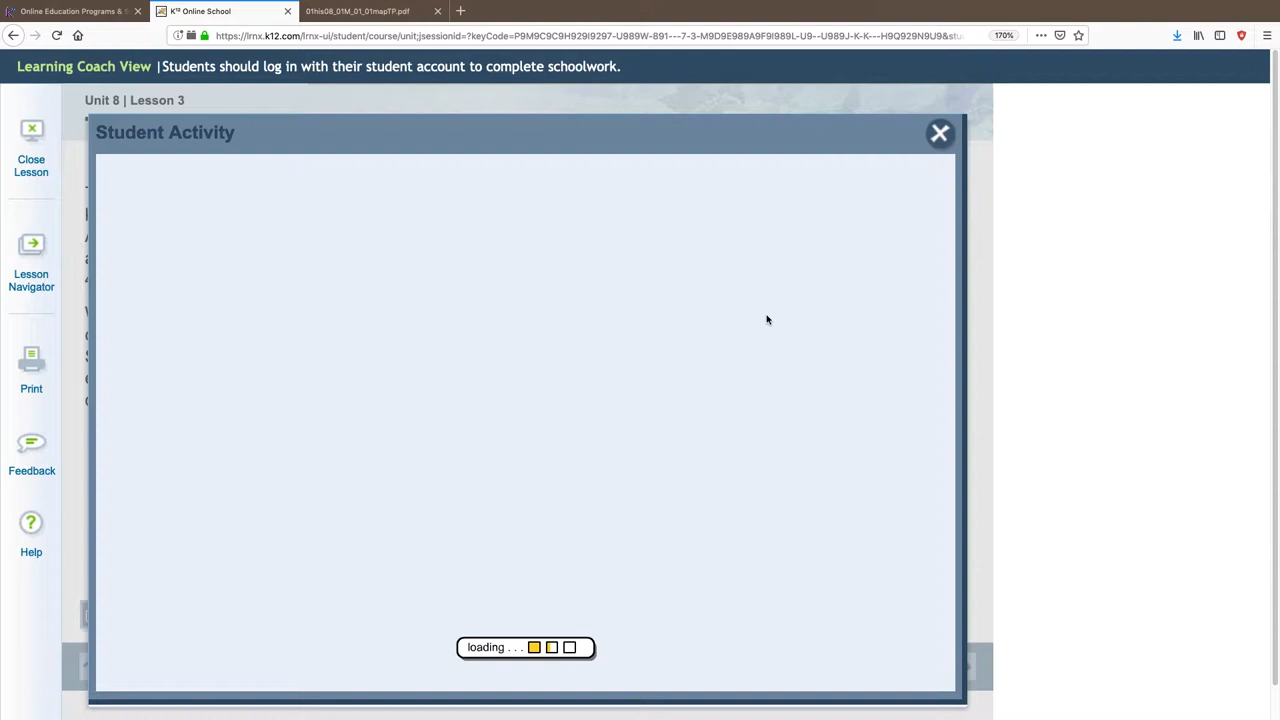 Online Education Programs & S
K¹² Online School
01his08_01M_01_01mapTP.pdf
https://lrnx.k12.com/lrnx-ui/student/course/unit;jsessionid=?keyCode=P9M9C9C9H929I9297-U989W-891---7-3-M9D9E989A9F9I989L-U9--U989J-K-K---H9Q929N9U9&stu
170%
Learning Coach View |Students should log in with their student account to complete schoolwork.
Unit 8 | Lesson 3
Student Activity
Close
Lesson
Lesson
Navigator
Print
Feedback
Help
loading . . .